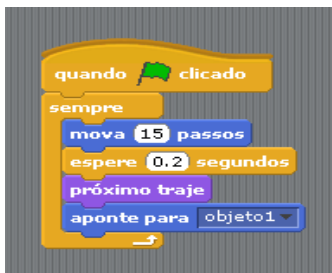 quando clicado
sempre
mova 15 passos
espere 0.2 segundos
próximo traje
aponte para objeto1